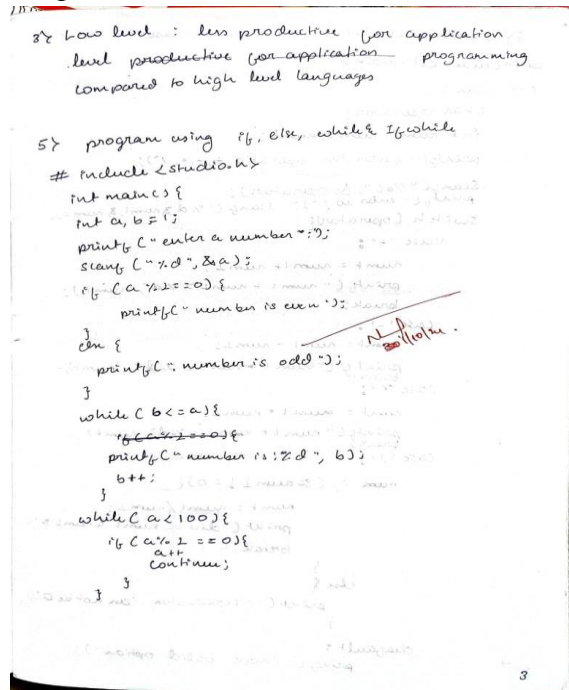 3) Low level : less productive for application
level productive for application programming
compared to high level languages
5) program using if, else, while & If while
# include <studio.h>
int main() {
int a, b = 1;
printf (" enter a number :");
scanf (" %d", &a);
if (a % 2 == 0) {
printf(" number is even ");
}
else {
printf(" number is odd ");
}
while ( b <= a) {
if (a % 2 == 0) {
printf (" number is : %d ", b);
b++;
}
while ( a < 100) {
if ( a % 2 == 0) {
a++
continue;
}
}
3